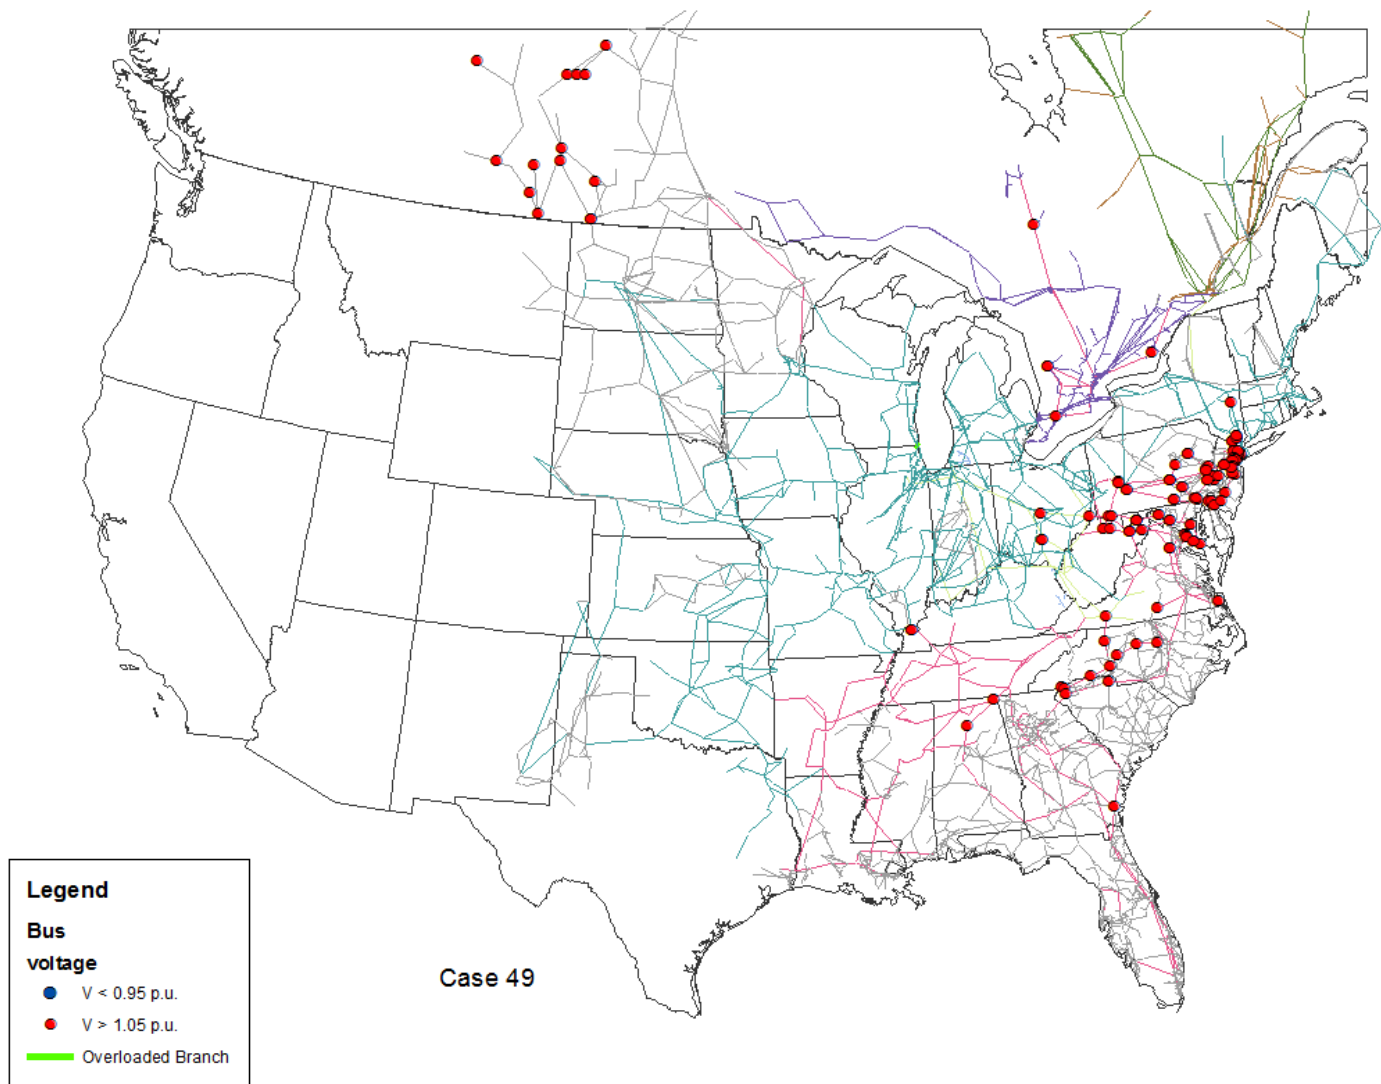 Legend
Bus
voltage
V < 0.95 p.u.
V > 1.05 p.u.
Overloaded Branch
Case 49